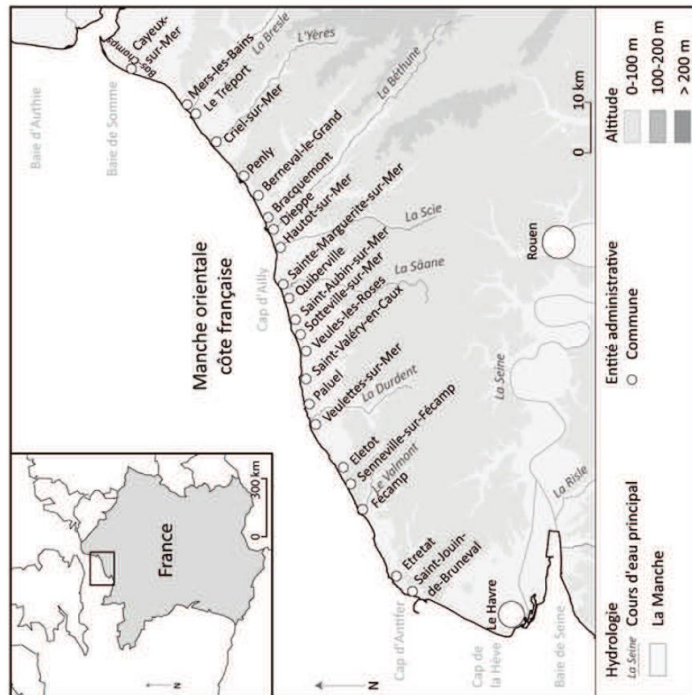 Baie d'Authie
Baie de Somme
Bas-Champs
Cayeux-
sur-Mer
Mers-les-Bains
Le Tréport
La Bresle
Criel-sur-Mer
L'Yères
Penly
Berneval-le-Grand
Bracquemont
Dieppe
Hautot-sur-Mer
La Béthune
Sainte-Marguerite-sur-Mer
La Scie
Quiberville
Saint-Aubin-sur-Mer
La Sâane
Sotteville-sur-Mer
Veules-les-Roses
Saint-Valéry-en-Caux
Paluel
Veulettes-sur-Mer
La Durdent
Eletot
Senneville-sur-Fécamp
Le Valmont
Fécamp
Etretat
Saint-Jouin-
de-Bruneval
Le Havre
Manche orientale
côte française
Cap d'Ailly
Cap d'Antifer
Cap de
la Hève
Baie de Seine
La Seine
La Risle
Rouen
0 10 km
N
France
0 300 km
N
Hydrologie
La Seine Cours d'eau principal
La Manche
Entité administrative
Commune
Altitude
0-100 m
100-200 m
> 200 m